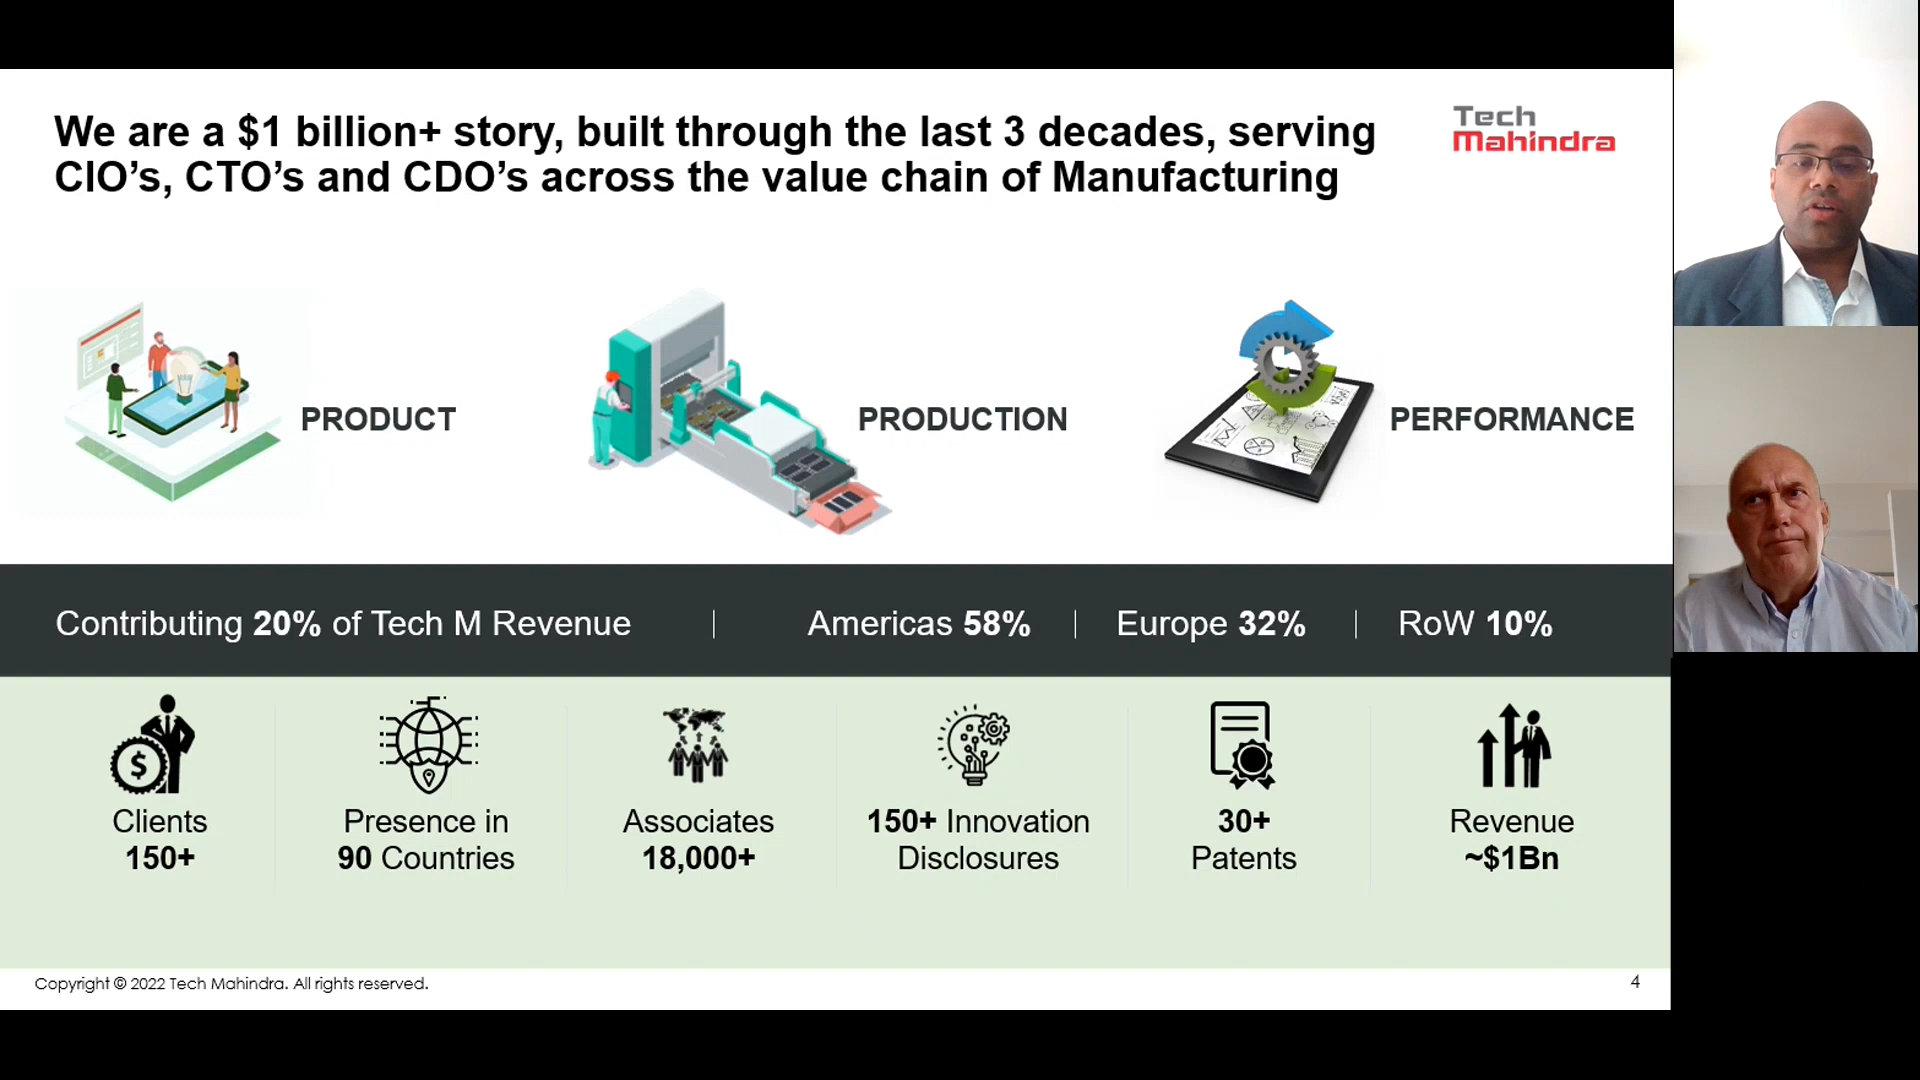 We are a $1 billion+ story, built through the last 3 decades, serving
CIO’s, CTO’s and CDO’s across the value chain of Manufacturing
Tech
Mahindra
PRODUCT
PRODUCTION
PERFORMANCE
Contributing 20% of Tech M Revenue | Americas 58% | Europe 32% | RoW 10%
Clients
150+
Presence in
90 Countries
Associates
18,000+
150+ Innovation
Disclosures
30+
Patents
Revenue
~$1Bn
Copyright © 2022 Tech Mahindra. All rights reserved.
4